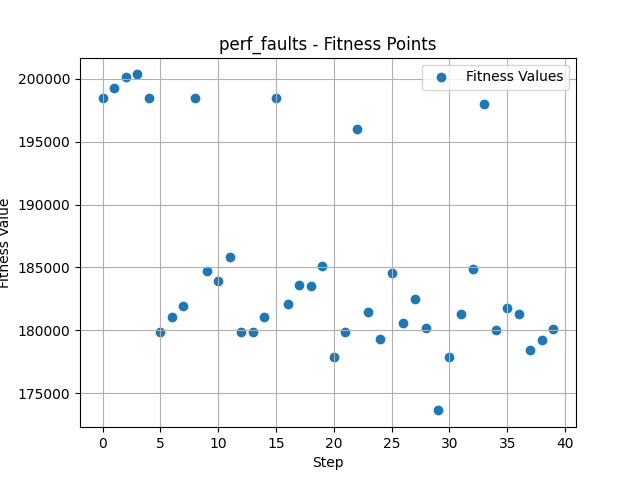 perf_faults - Fitness Points
Fitness Values
200000
195000
190000
185000
180000
175000
Fitness Value
0 5 10 15 20 25 30 35 40
Step